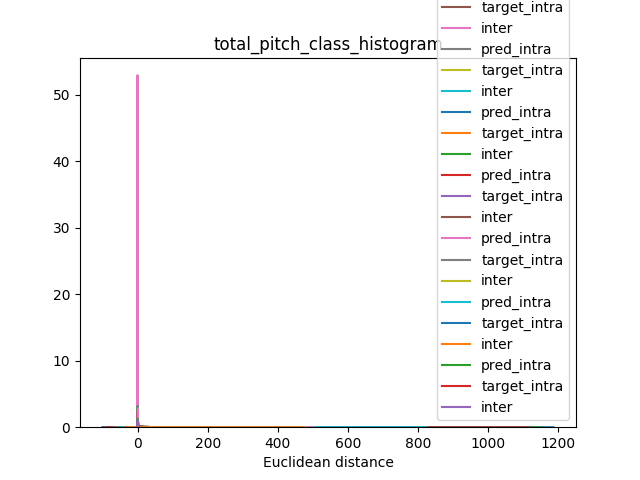 total_pitch_class_histogram
target_intra
inter
pred_intra
target_intra
inter
pred_intra
target_intra
inter
pred_intra
target_intra
inter
pred_intra
target_intra
inter
pred_intra
target_intra
inter
pred_intra
target_intra
inter
50
40
30
20
10
0
0 200 400 600 800 1000 1200
Euclidean distance